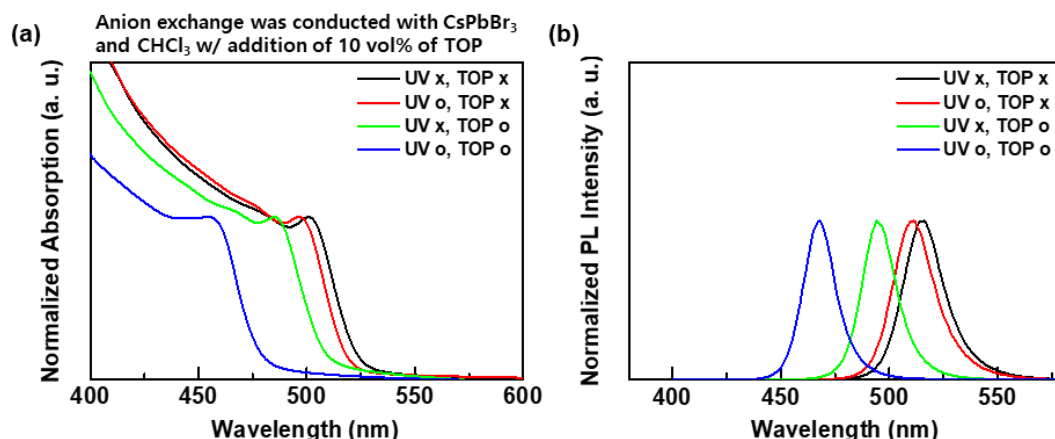 Anion exchange was conducted with CsPbBr₃
and CHCl₃ w/ addition of 10 vol% of TOP
(a)
Normalized Absorption (a. u.)
UV x, TOP x
UV o, TOP x
UV x, TOP o
UV o, TOP o
400 450 500 550 600
Wavelength (nm)
(b)
Normalized PL Intensity (a. u.)
UV x, TOP x
UV o, TOP x
UV x, TOP o
UV o, TOP o
400 450 500 550
Wavelength (nm)